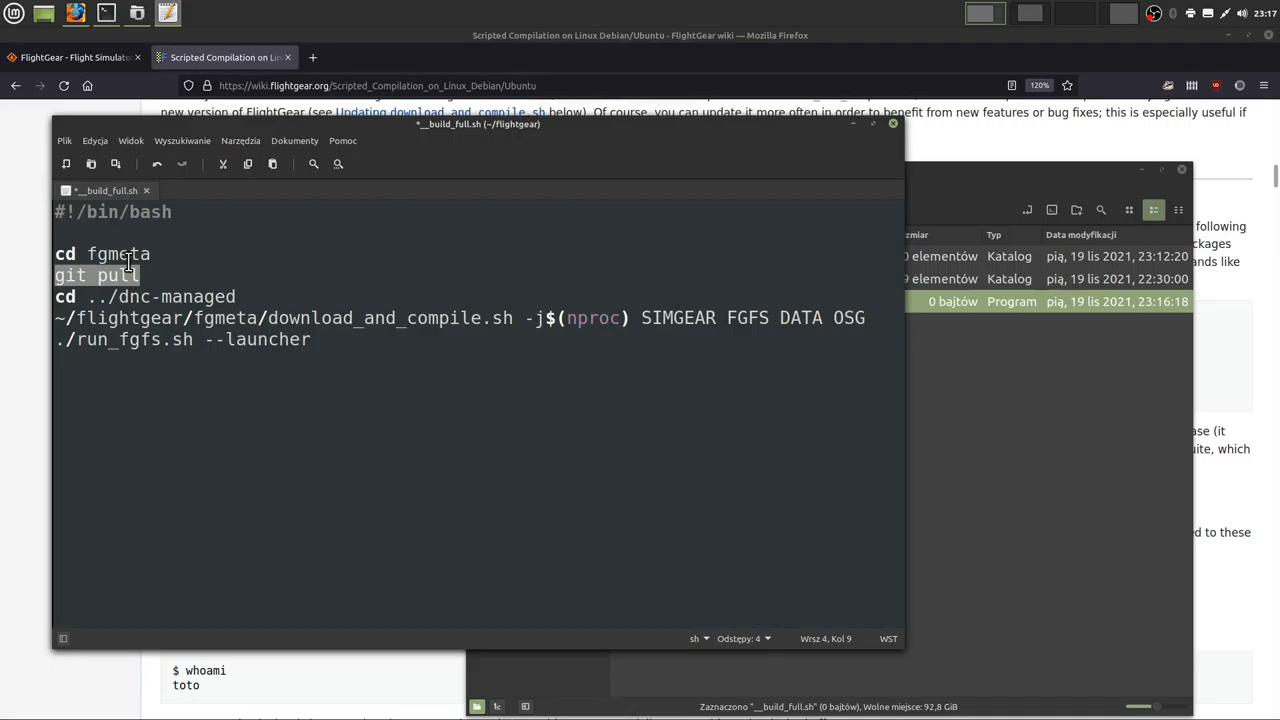 23:17
Scripted Compilation on Linux Debian/Ubuntu - FlightGear wiki — Mozilla Firefox
FlightGear - Flight Simulato
Scripted Compilation on Lin
https://wiki.flightgear.org/Scripted_Compilation_on_Linux_Debian/Ubuntu
120%
new version of FlightGear (see Updating download_and_compile.sh below). Of course, you can update it more often in order to benefit from new features or bug fixes; this is especially useful if
*__build_full.sh (~/flightgear)
Plik Edycja Widok Wyszukiwanie Narzędzia Dokumenty Pomoc
*__build_full.sh
#!/bin/bash
cd fgmeta
git pull
cd ../dnc-managed
~/flightgear/fgmeta/download_and_compile.sh -j$(nproc) SIMGEAR FGFS DATA OSG
./run_fgfs.sh --launcher
sh Odstępy: 4 Wrsz 4, Kol 9 WST
ozmiar Typ Data modyfikacji
0 elementów Katalog pią, 19 lis 2021, 23:12:20
9 elementów Katalog pią, 19 lis 2021, 22:30:00
0 bajtów Program pią, 19 lis 2021, 23:16:18
following
ackages
ands like
ase (it
uite, which
d to these
$ whoami
toto
Zaznaczono "__build_full.sh" (0 bajtów), Wolne miejsce: 92,8 GiB